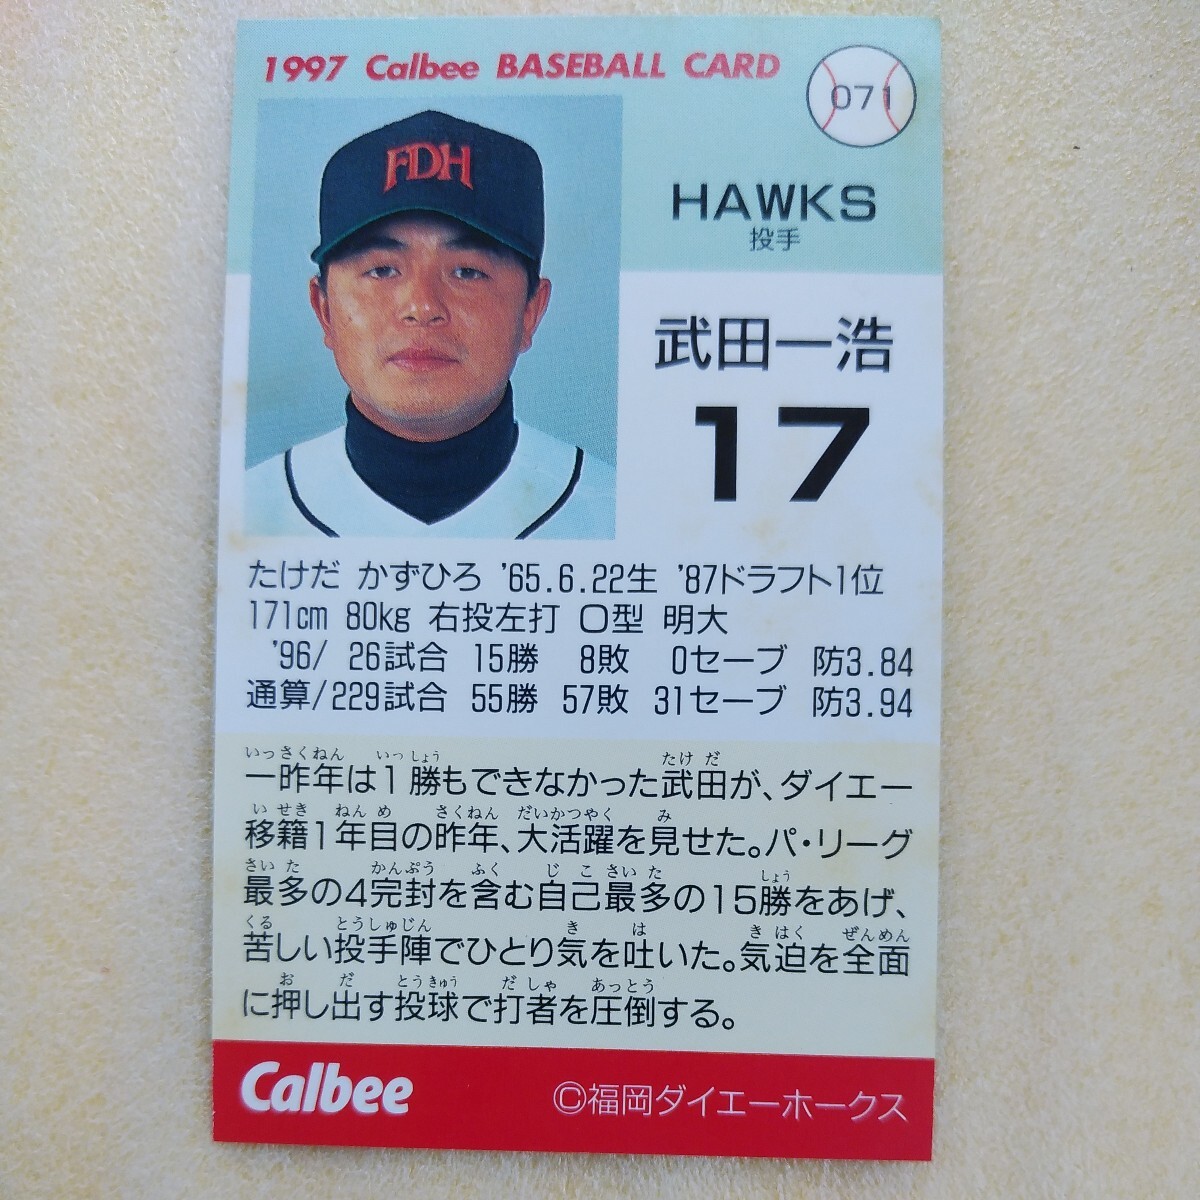 1997 Calbee BASEBALL CARD
071
FDH
HAWKS
投手
武田一浩
17
たけだ かずひろ '65.6.22生 '87ドラフト1位
171cm 80kg 右投左打 O型 明大
'96/ 26試合 15勝 8敗 0セーブ 防3.84
通算/229試合 55勝 57敗 31セーブ 防3.94
いっさくねん いっしょう たけだ
一昨年は1勝もできなかった武田が、ダイエー
いせき ねんめ さくねん だいかつやく み
移籍1年目の昨年、大活躍を見せた。パ・リーグ
さいた かんぷう ふく じこさいた しょう
最多の4完封を含む自己最多の15勝をあげ、
くる とうしゅじん き は きはく ぜんめん
苦しい投手陣でひとり気を吐いた。気迫を全面
お だ とうきゅう だしゃ あっとう
に押し出す投球で打者を圧倒する。
Calbee
©福岡ダイエーホークス